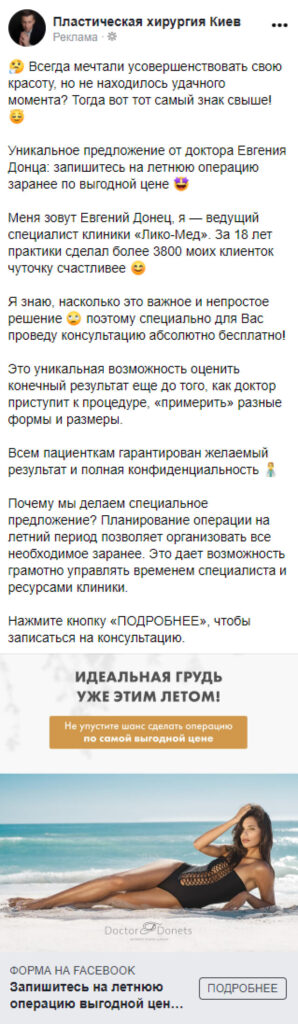 Пластическая хирургия Киев
Реклама ·
🤔 Всегда мечтали усовершенствовать свою
красоту, но не находилось удачного
момента? Тогда вот тот самый знак свыше!
😇
Уникальное предложение от доктора Евгения
Донца: запишитесь на летнюю операцию
заранее по выгодной цене 🤩
Меня зовут Евгений Донец, я — ведущий
специалист клиники «Лико-Мед». За 18 лет
практики сделал более 3800 моих клиенток
чуточку счастливее 😊
Я знаю, насколько это важное и непростое
решение 🙄 поэтому специально для Вас
проведу консультацию абсолютно бесплатно!
Это уникальная возможность оценить
конечный результат еще до того, как доктор
приступит к процедуре, «примерить» разные
формы и размеры.
Всем пациенткам гарантирован желаемый
результат и полная конфиденциальность
Почему мы делаем специальное
предложение? Планирование операции на
летний период позволяет организовать все
необходимое заранее. Это дает возможность
грамотно управлять временем специалиста и
ресурсами клиники.
Нажмите кнопку «ПОДРОБНЕЕ», чтобы
записаться на консультацию.
ИДЕАЛЬНАЯ ГРУДЬ
УЖЕ ЭТИМ ЛЕТОМ!
Не упустите шанс сделать операцию
по самой выгодной цене
Doctor Donets
ФОРМА НА FACEBOOK
Запишитесь на летнюю
операцию выгодной цен...
ПОДРОБНЕЕ